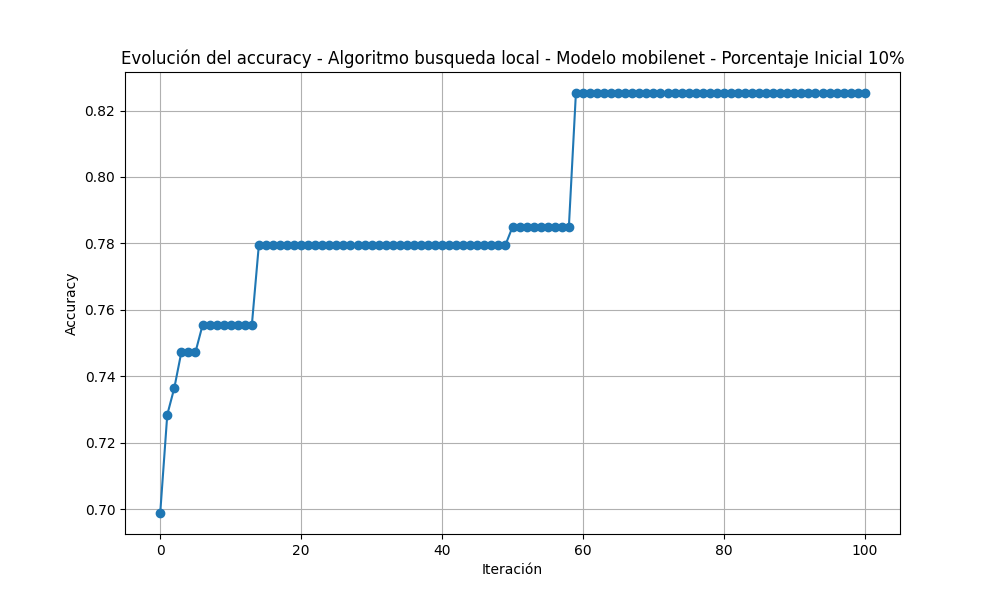 Evolución del accuracy - Algoritmo busqueda local - Modelo mobilenet - Porcentaje Inicial 10%
0.82
0.80
0.78
0.76
0.74
0.72
0.70
Accuracy
0 20 40 60 80 100
Iteración